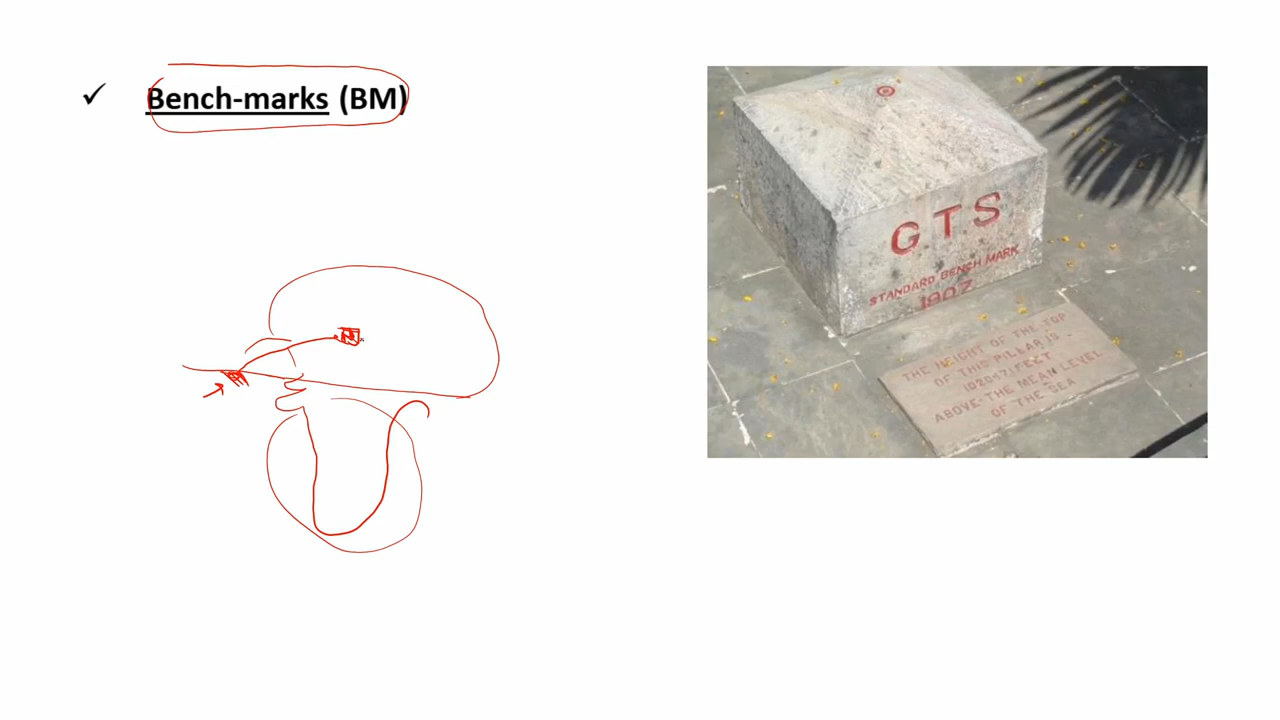 ✓ Bench-marks (BM)
GTS
STANDARD BENCH MARK
1907
THE HEIGHT OF THE TOP
OF THIS PILLAR IS
FEET
ABOVE THE MEAN LEVEL
OF THE SEA